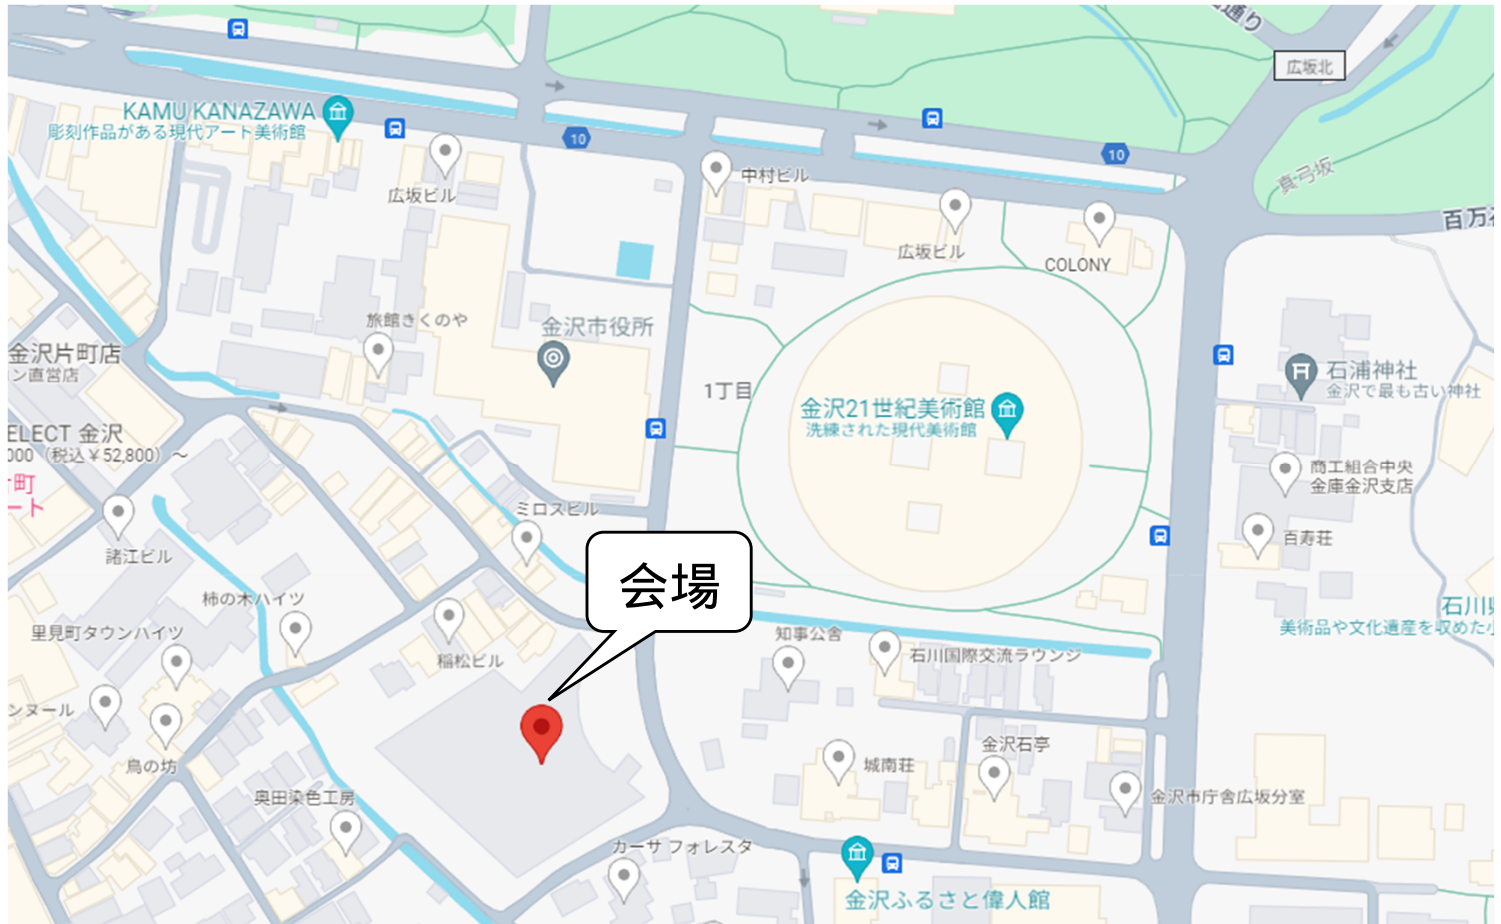 広坂北
KAMU KANAZAWA
彫刻作品がある現代アート美術館
10
10
真弓坂
広坂ビル
中村ビル
広坂ビル
COLONY
旅館きくのや
金沢市役所
金沢片町店
ン直営店
1丁目
金沢21世紀美術館
洗練された現代美術館
石浦神社
金沢で最も古い神社
ELECT 金沢
000（税込￥52,800）～
商工組合中央
金庫金沢支店
ミロスビル
百寿荘
諸江ビル
会場
柿の木ハイツ
里見町タウンハイツ
稲松ビル
知事公舎
石川国際交流ラウンジ
石川
美術品や文化遺産を収めた
ンヌール
鳥の坊
奥田染色工房
城南荘
金沢石亭
金沢市庁舎広坂分室
カーサ フォレスタ
金沢ふるさと偉人館